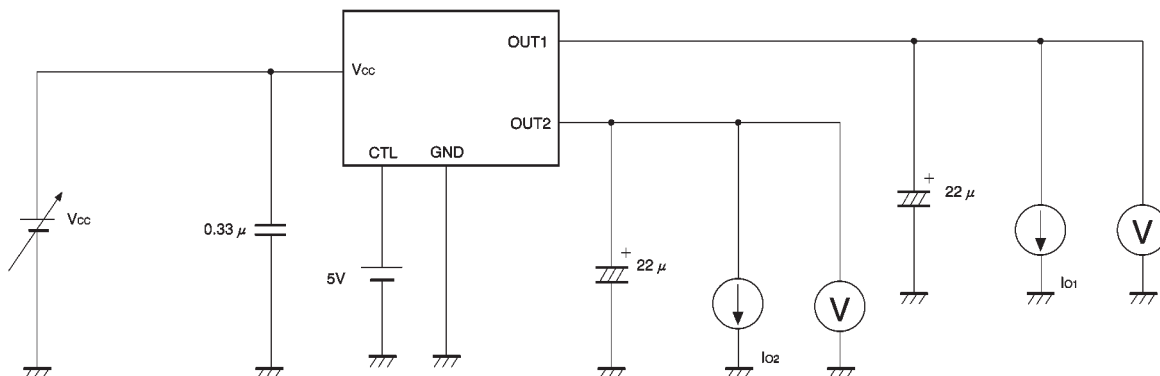 OUT1
Vcc
OUT2
CTL GND
+
22 μ
Vcc
0.33 μ
+
22 μ
5V
V
Io1
V
Io2